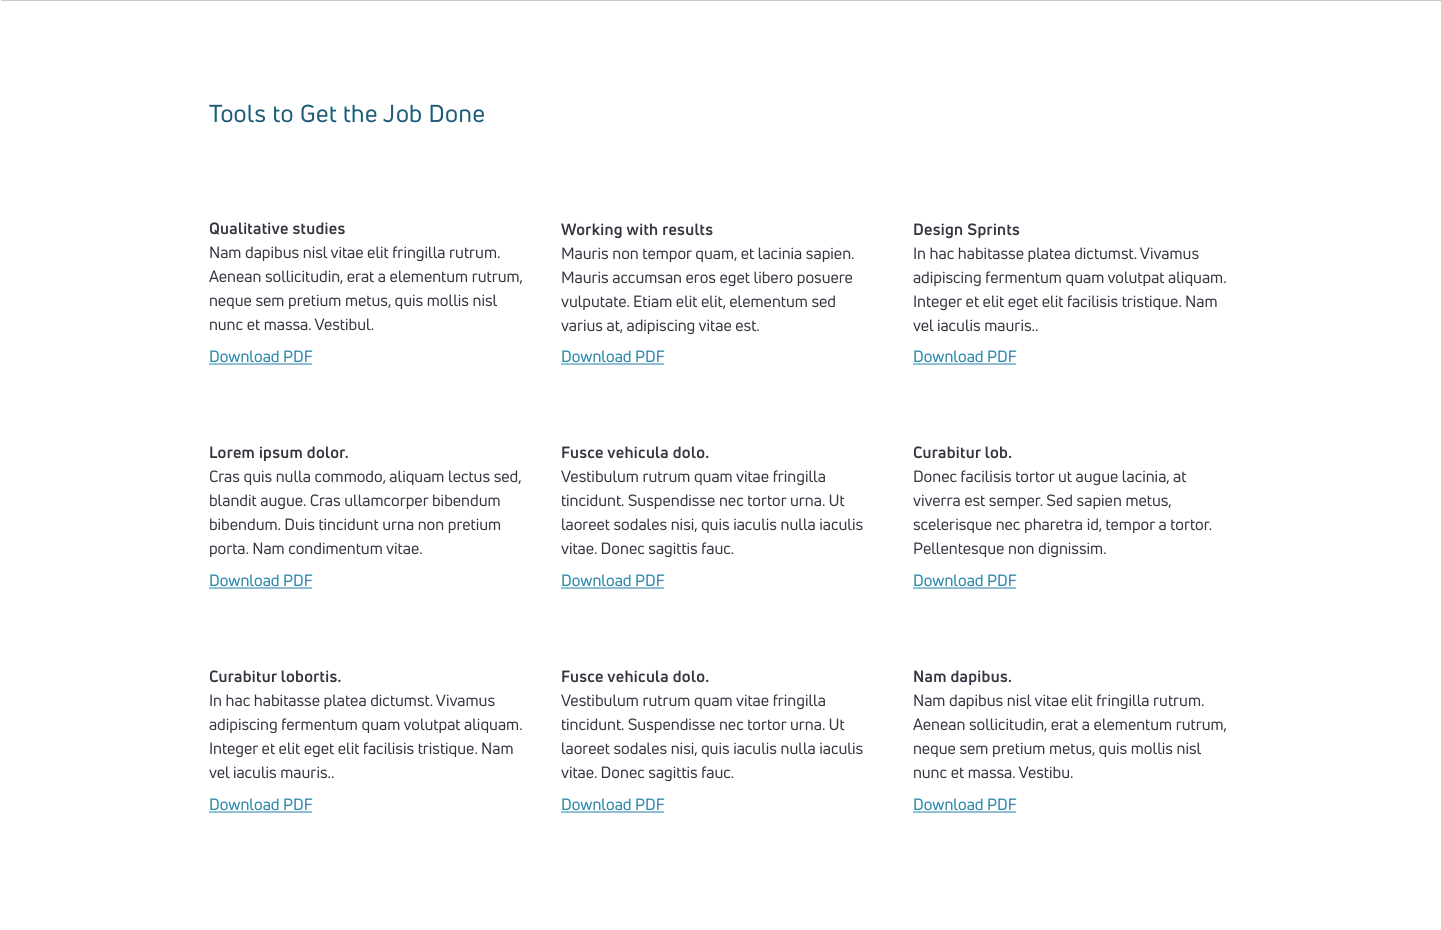 Tools to Get the Job Done
Qualitative studies
Nam dapibus nisl vitae elit fringilla rutrum.
Aenean sollicitudin, erat a elementum rutrum,
neque sem pretium metus, quis mollis nisl
nunc et massa. Vestibul.
Download PDF
Working with results
Mauris non tempor quam, et lacinia sapien.
Mauris accumsan eros eget libero posuere
vulputate. Etiam elit elit, elementum sed
varius at, adipiscing vitae est.
Download PDF
Design Sprints
In hac habitasse platea dictumst. Vivamus
adipiscing fermentum quam volutpat aliquam.
Integer et elit eget elit facilisis tristique. Nam
vel iaculis mauris..
Download PDF
Lorem ipsum dolor.
Cras quis nulla commodo, aliquam lectus sed,
blandit augue. Cras ullamcorper bibendum
bibendum. Duis tincidunt urna non pretium
porta. Nam condimentum vitae.
Download PDF
Fusce vehicula dolo.
Vestibulum rutrum quam vitae fringilla
tincidunt. Suspendisse nec tortor urna. Ut
laoreet sodales nisi, quis iaculis nulla iaculis
vitae. Donec sagittis fauc.
Download PDF
Curabitur lob.
Donec facilisis tortor ut augue lacinia, at
viverra est semper. Sed sapien metus,
scelerisque nec pharetra id, tempor a tortor.
Pellentesque non dignissim.
Download PDF
Curabitur lobortis.
In hac habitasse platea dictumst. Vivamus
adipiscing fermentum quam volutpat aliquam.
Integer et elit eget elit facilisis tristique. Nam
vel iaculis mauris..
Download PDF
Fusce vehicula dolo.
Vestibulum rutrum quam vitae fringilla
tincidunt. Suspendisse nec tortor urna. Ut
laoreet sodales nisi, quis iaculis nulla iaculis
vitae. Donec sagittis fauc.
Download PDF
Nam dapibus.
Nam dapibus nisl vitae elit fringilla rutrum.
Aenean sollicitudin, erat a elementum rutrum,
neque sem pretium metus, quis mollis nisl
nunc et massa. Vestibu.
Download PDF